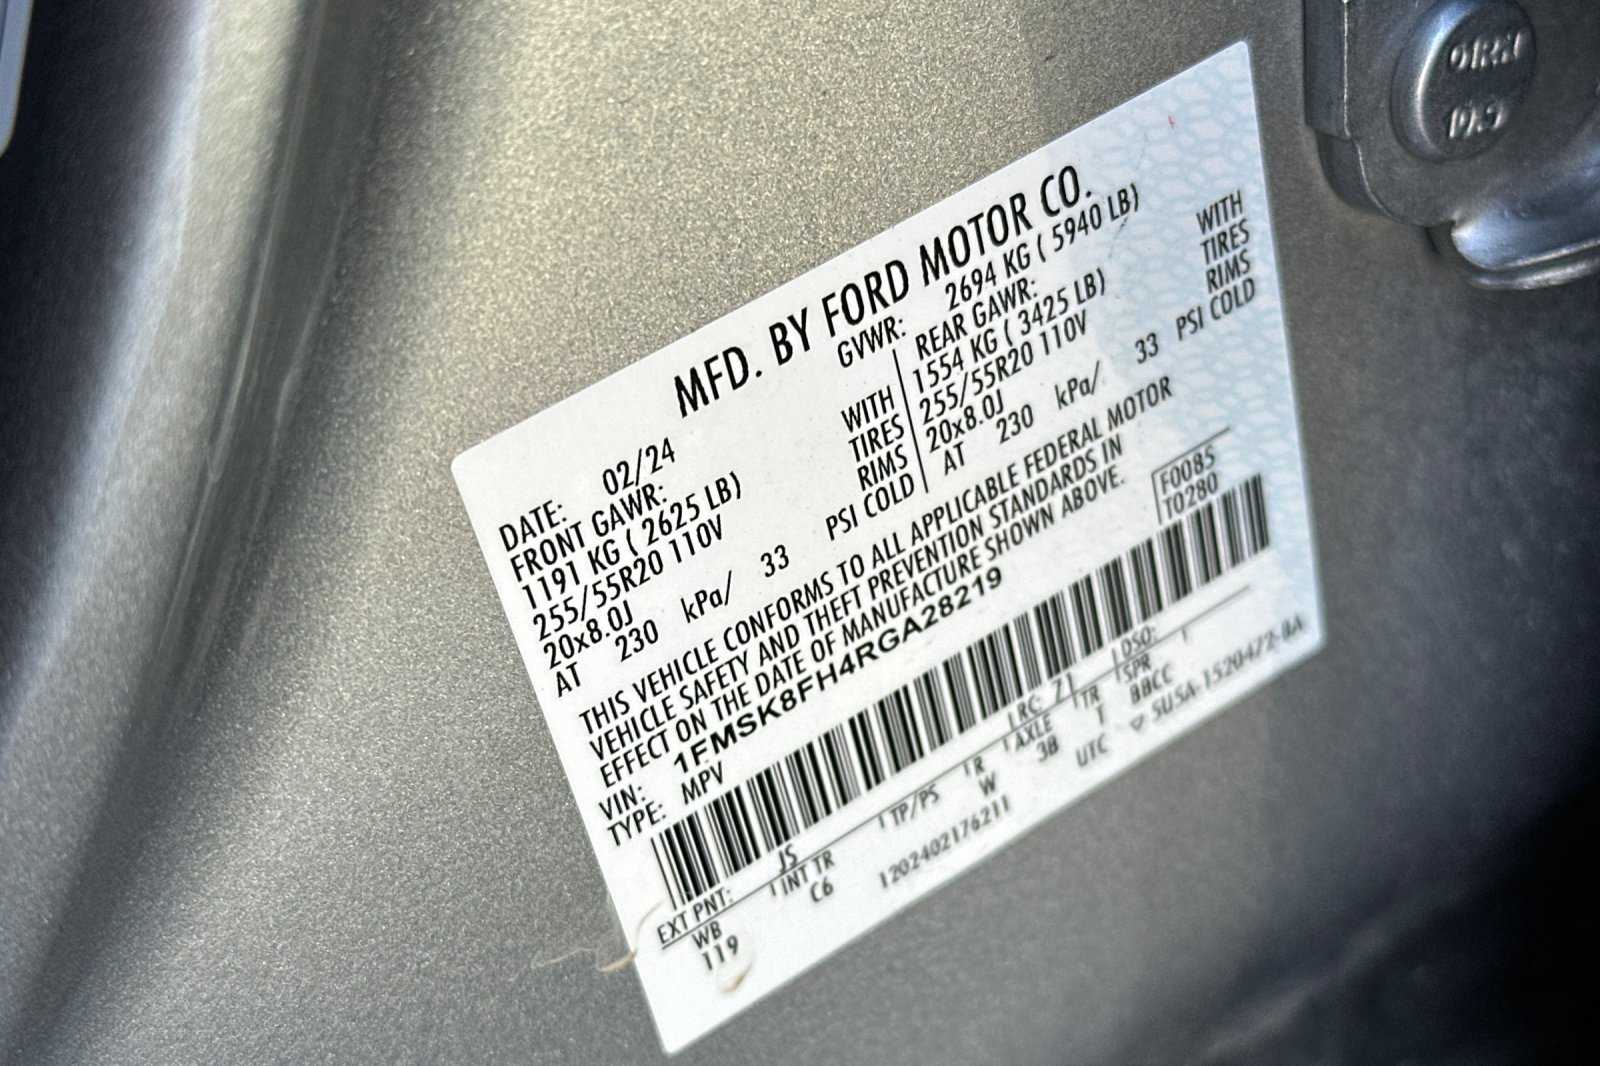 MFD. BY FORD MOTOR CO.
DATE: 02/24 GVWR: 2694 KG ( 5940 LB)
FRONT GAWR: REAR GAWR:
1191 KG ( 2625 LB) WITH 1554 KG ( 3425 LB) WITH
255/55R20 110V TIRES 255/55R20 110V TIRES
20x8.0J RIMS 20x8.0J RIMS
AT 230 kPa/ 33 PSI COLD AT 230 kPa/ 33 PSI COLD
THIS VEHICLE CONFORMS TO ALL APPLICABLE FEDERAL MOTOR
VEHICLE SAFETY AND THEFT PREVENTION STANDARDS IN
EFFECT ON THE DATE OF MANUFACTURE SHOWN ABOVE.
VIN: 1FMSK8FH4RGA28219 F0085
TYPE: MPV T0280
EXT PNT: JS RC: 71 DSO:
WB INT TR TP/PS R AXLE TR SPR
119 C6 W 3B T BBCC
1202402176211 UTC